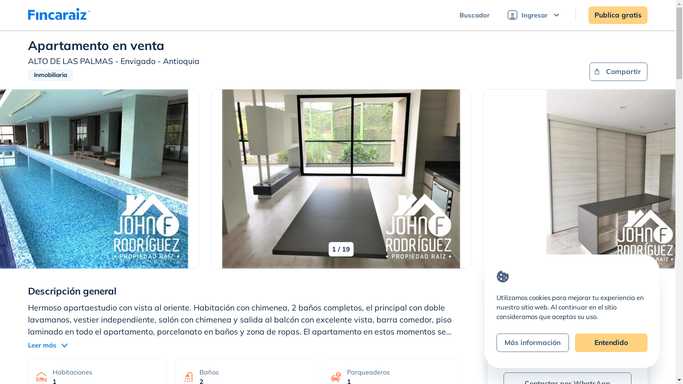 Fincaraiz
Buscador
Ingresar
Publica gratis
Apartamento en venta
ALTO DE LAS PALMAS - Envigado - Antioquia
Inmobiliaria
Compartir
JOHN F
RODRÍGUEZ
• PROPIEDAD RAÍZ •
1 / 19
JOHN F
RODRÍGUEZ
• PROPIEDAD RAÍZ •
JOHN F
RODRÍGUEZ
• PROPIEDAD RAÍZ •
Descripción general
Hermoso apartaestudio con vista al oriente. Habitación con chimenea, 2 baños completos, el principal con doble
lavamanos, vestier independiente, salón con chimenea y salida al balcón con excelente vista, barra comedor, piso
laminado en todo el apartamento, porcelanato en baños y zona de ropas. El apartamento en estos momentos se...
Leer más
Habitaciones
1
Baños
2
Parqueaderos
1
Utilizamos cookies para mejorar tu experiencia en
nuestro sitio web. Al continuar en el sitio
consideramos que aceptas su uso.
Más información
Entendido
Contactar por WhatsApp